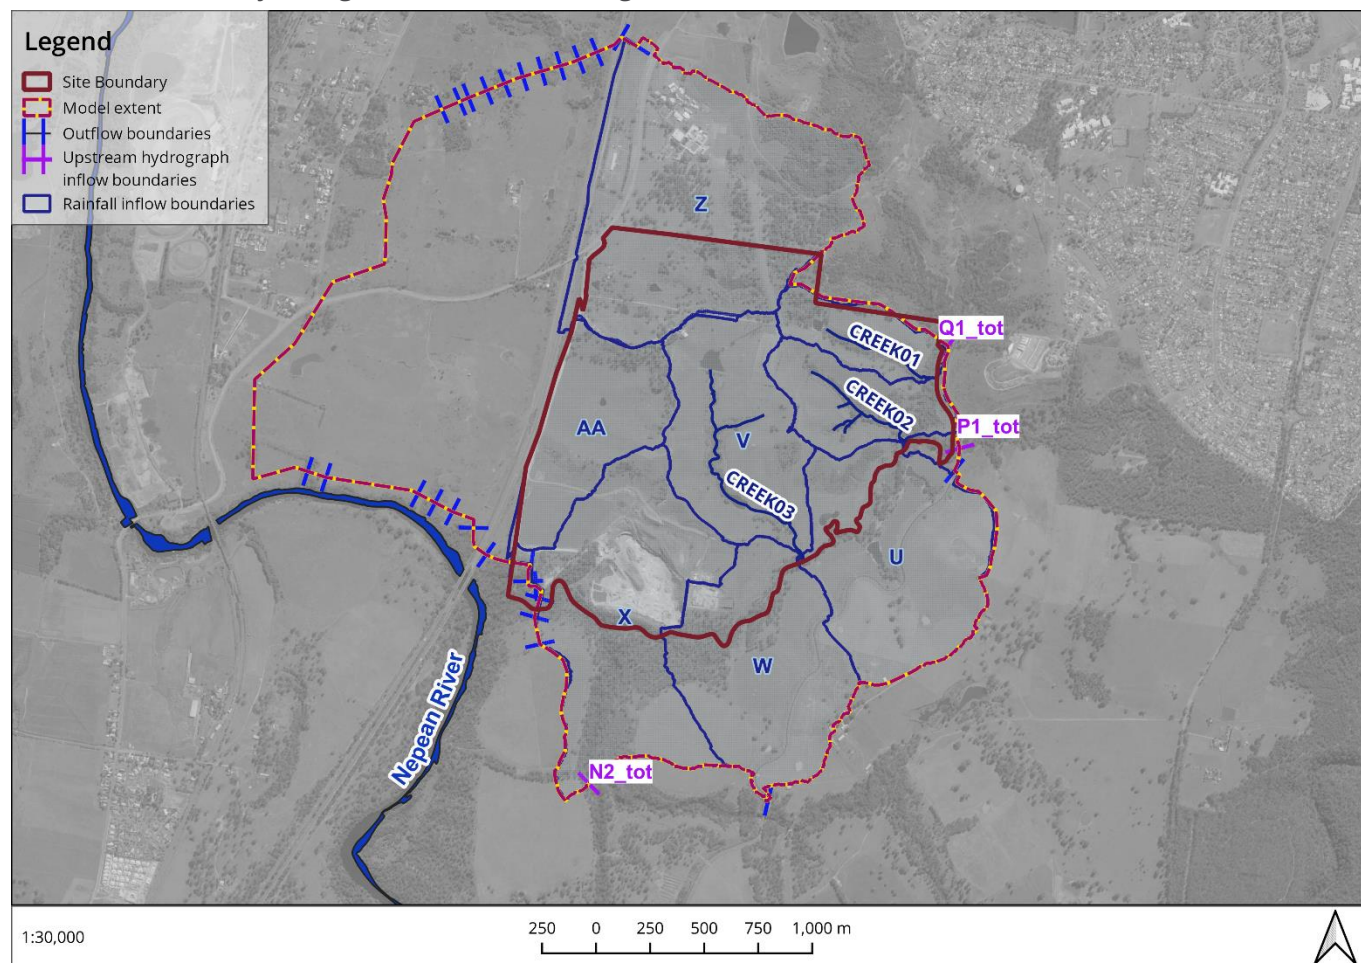 Legend
Site Boundary
Model extent
Outflow boundaries
Upstream hydrograph
inflow boundaries
Rainfall inflow boundaries
Z
Q1_tot
CREEK01
CREEK02
P1_tot
AA
V
CREEK03
U
X
W
Nepean River
N2_tot
1:30,000
250 0 250 500 750 1,000 m